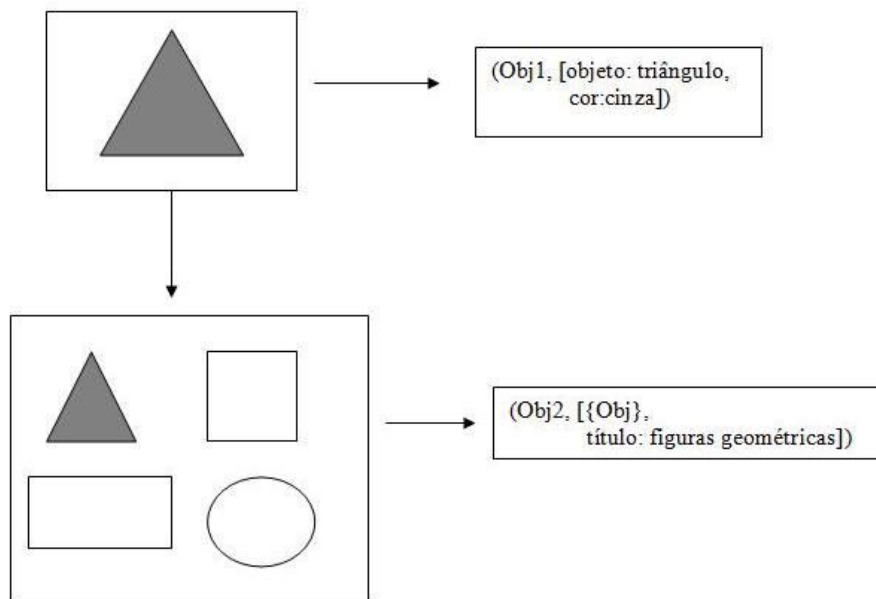 (Obj1, [objeto: triângulo,
cor:cinza])
(Obj2, [{Obj},
título: figuras geométricas])